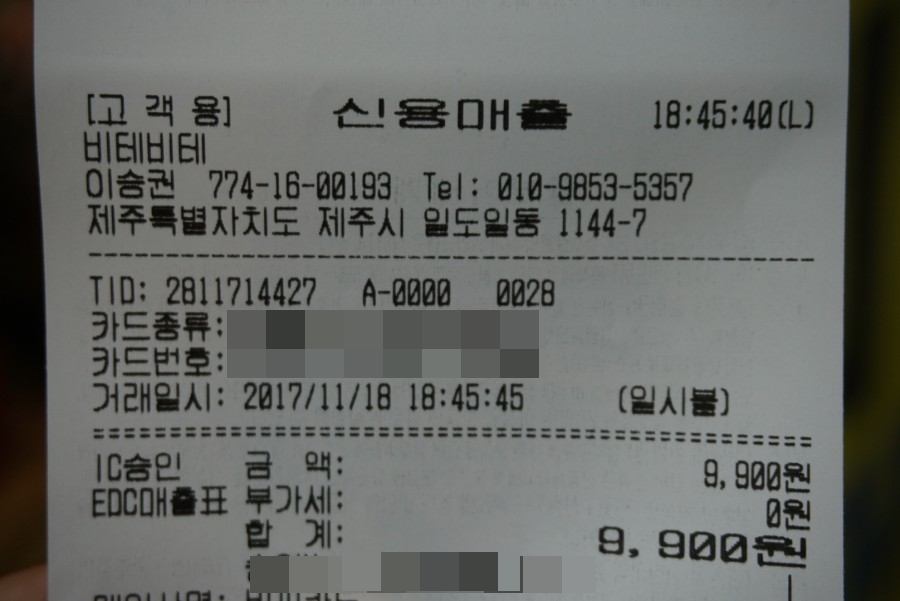 [고 객 용] 신용매출 18:45:40(L)
비테비테
이승권 774-16-00193 Tel: 010-9853-5357
제주특별자치도 제주시 일도일동 1144-7
TID: 2811714427 A-0000 0028
카드종류:
카드번호:
거래일시: 2017/11/18 18:45:45 (일시불)
IC승인 금 액: 9,900원
EDC매출표 부가세: 0원
합 계: 9,900원